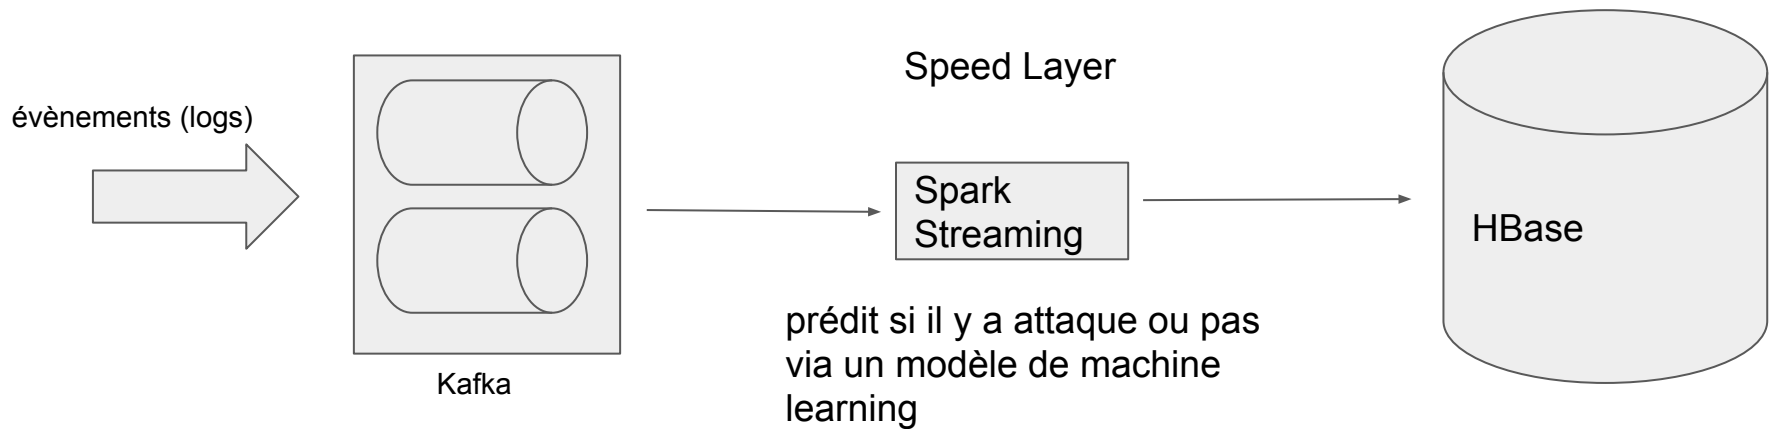 Speed Layer
évènements (logs)
Spark
Streaming
HBase
prédit si il y a attaque ou pas
via un modèle de machine
learning
Kafka